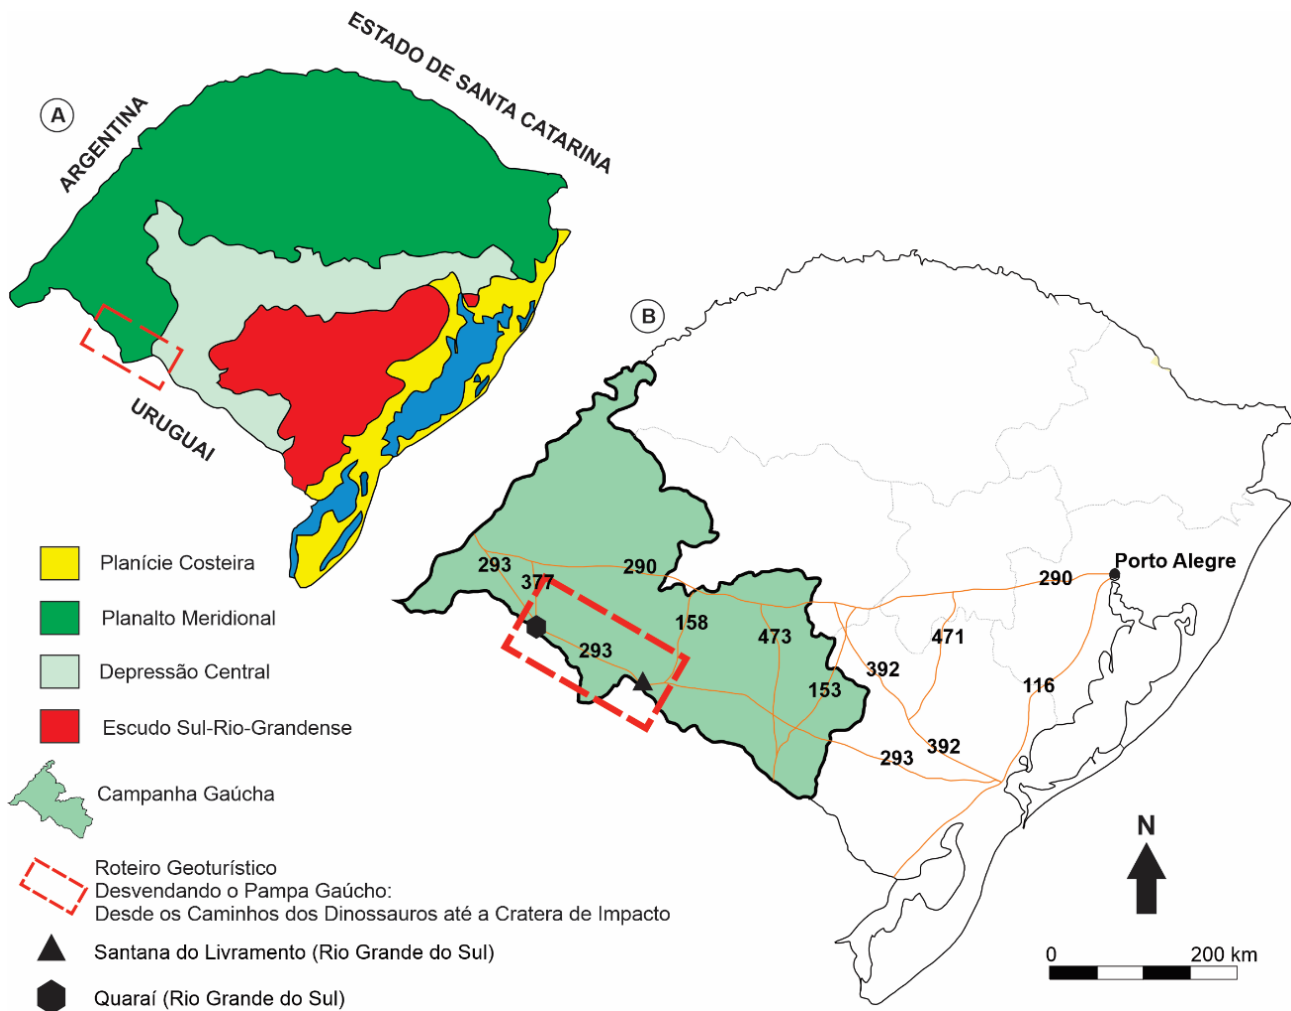 ESTADO DE SANTA CATARINA
A
ARGENTINA
URUGUAI
B
Porto Alegre
290
293
377
290
158
473
471
392
293
153
116
392
293
Planície Costeira
Planalto Meridional
Depressão Central
Escudo Sul-Rio-Grandense
Campanha Gaúcha
Roteiro Geoturístico
Desvendando o Pampa Gaúcho:
Desde os Caminhos dos Dinossauros até a Cratera de Impacto
Santana do Livramento (Rio Grande do Sul)
Quaraí (Rio Grande do Sul)
N
0 200 km